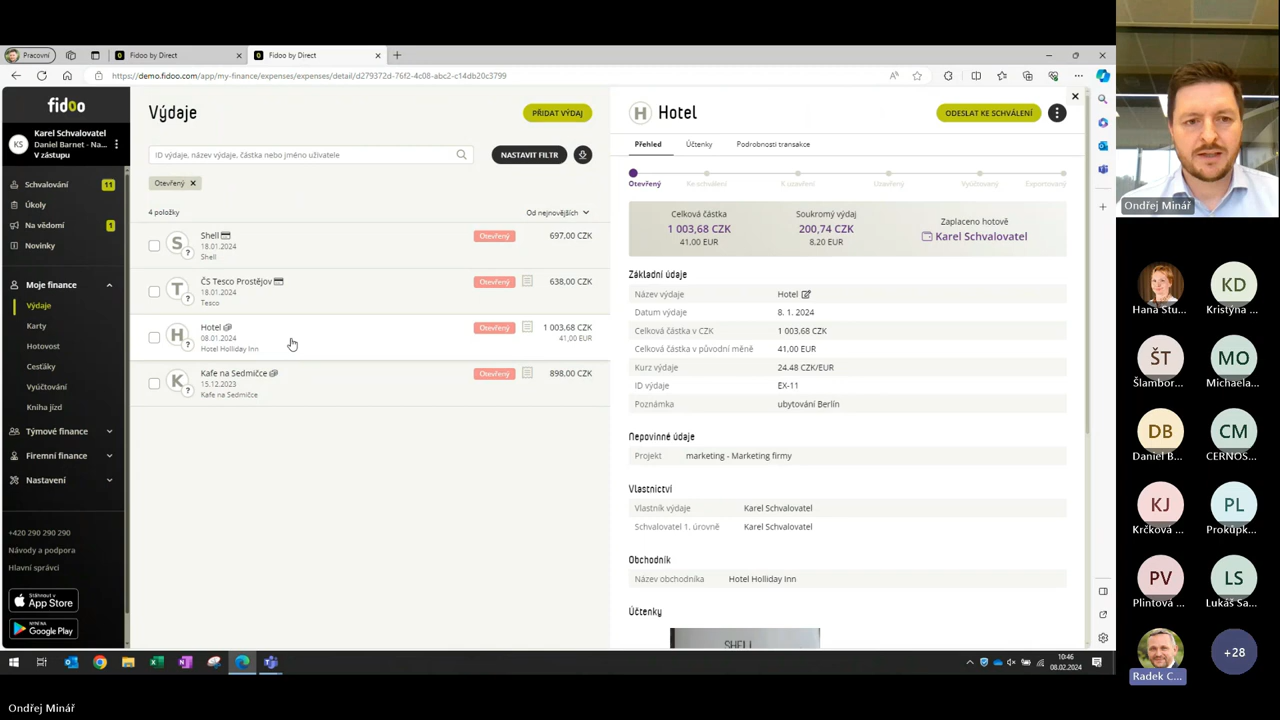 Pracovní
Fidoo by Direct
Fidoo by Direct
https://demo.fidoo.com/app/my-finance/expenses/expenses/detail/d279372d-76f2-4c08-abc2-c14db20c3799
fidoo
KS
Karel Schvalovatel
Daniel Barnet - Na...
V zástupu
Schvalování
11
Úkoly
Na vědomí
1
Novinky
Moje finance
Výdaje
Karty
Hotovost
Cesťáky
Vyúčtování
Kniha jízd
Týmové finance
Firemní finance
Nastavení
+420 290 290 290
Návody a podpora
Hlavní správci
Stáhnout v
App Store
NYNÍ NA
Google Play
Výdaje
PŘIDAT VÝDAJ
ID výdaje, název výdaje, částka nebo jméno uživatele
NASTAVIT FILTR
Otevřený
4 položky
Od nejnovějších
S
?
Shell
18.01.2024
Shell
Otevřený
697,00 CZK
T
?
ČS Tesco Prostějov
18.01.2024
Tesco
Otevřený
638,00 CZK
H
?
Hotel
08.01.2024
Hotel Holliday Inn
Otevřený
1 003,68 CZK
41,00 EUR
K
?
Kafe na Sedmičce
15.12.2023
Kafe na Sedmičce
Otevřený
898,00 CZK
H
Hotel
ODESLAT KE SCHVÁLENÍ
Přehled
Účtenky
Podrobnosti transakce
Otevřený
Ke schválení
K uzavření
Uzavřený
Vyúčtovaný
Exportovaný
Celková částka
1 003,68 CZK
41,00 EUR
Soukromý výdaj
200,74 CZK
8,20 EUR
Zaplaceno hotově
Karel Schvalovatel
Základní údaje
Název výdaje Hotel
Datum výdaje 8. 1. 2024
Celková částka v CZK 1 003,68 CZK
Celková částka v původní měně 41,00 EUR
Kurz výdaje 24.48 CZK/EUR
ID výdaje EX-11
Poznámka ubytování Berlín
Nepovinné údaje
Projekt marketing - Marketing firmy
Vlastnictví
Vlastník výdaje Karel Schvalovatel
Schvalovatel 1. úrovně Karel Schvalovatel
Obchodník
Název obchodníka Hotel Holliday Inn
Účtenky
SHELL
10:46
08.02.2024
Ondřej Minář
Hana Stu...
KD
Kristýna ...
ŠT
Šlambor...
MO
Michaela...
DB
Daniel B...
CM
CERNOS...
KJ
Krčková ...
PL
Prokůpk...
PV
Plintová ...
LS
Lukáš Sa...
Radek C...
+28
Ondřej Minář